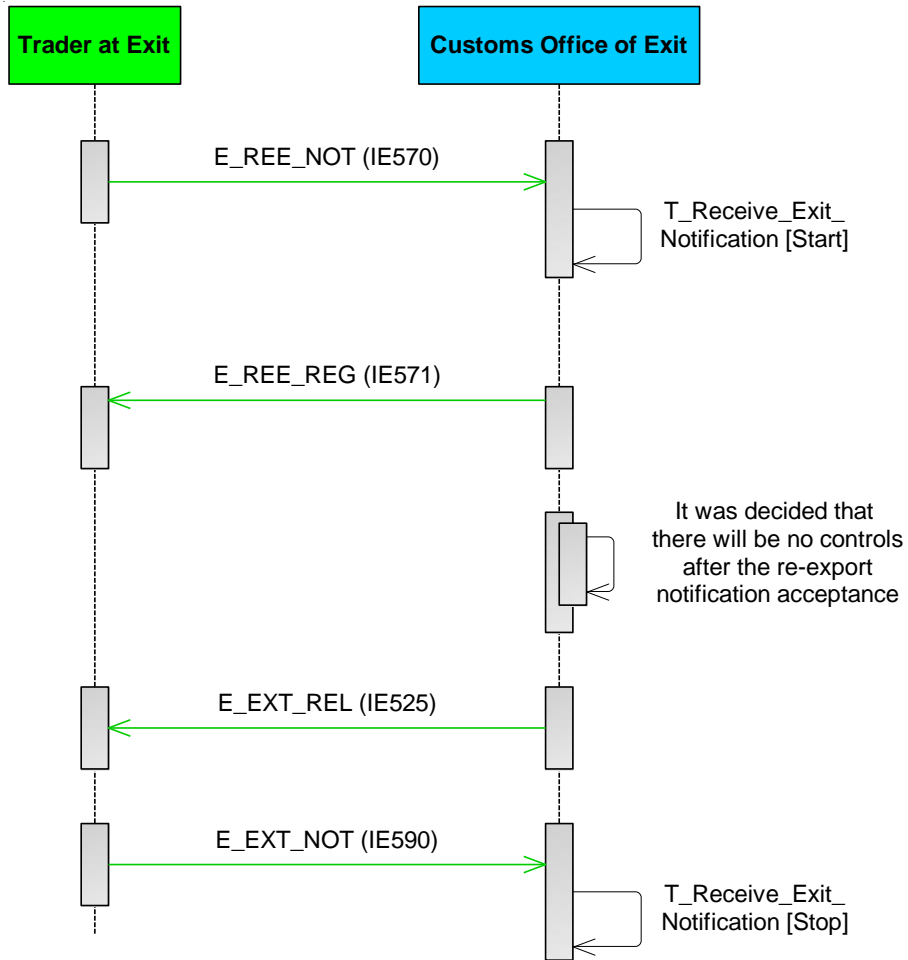 Trader at Exit
Customs Office of Exit
E_REE_NOT (IE570)
T_Receive_Exit_
Notification [Start]
E_REE_REG (IE571)
It was decided that
there will be no controls
after the re-export
notification acceptance
E_EXT_REL (IE525)
E_EXT_NOT (IE590)
T_Receive_Exit_
Notification [Stop]